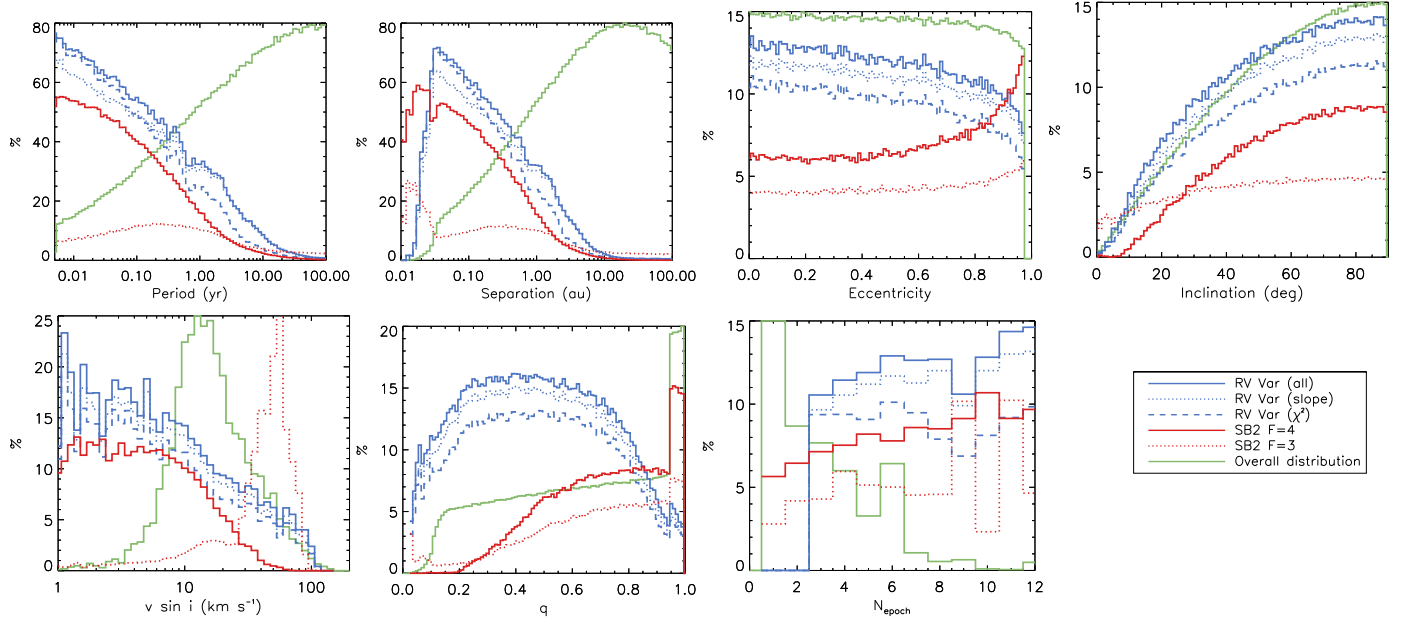 80
60
40
20
0
%
0.01 0.10 1.00 10.00 100.00
Period (yr)
80
60
40
20
0
%
0.01 0.10 1.00 10.00 100.00
Separation (au)
15
10
5
0
%
0.0 0.2 0.4 0.6 0.8 1.0
Eccentricity
15
10
5
0
%
0 20 40 60 80
Inclination (deg)
25
20
15
10
5
0
%
1 10 100
v sin i (km s⁻¹)
20
15
10
5
0
%
0.0 0.2 0.4 0.6 0.8 1.0
q
15
10
5
0
%
0 2 4 6 8 10 12
N_epoch
RV Var (all)
RV Var (slope)
RV Var (χ²)
SB2 F=4
SB2 F=3
Overall distribution